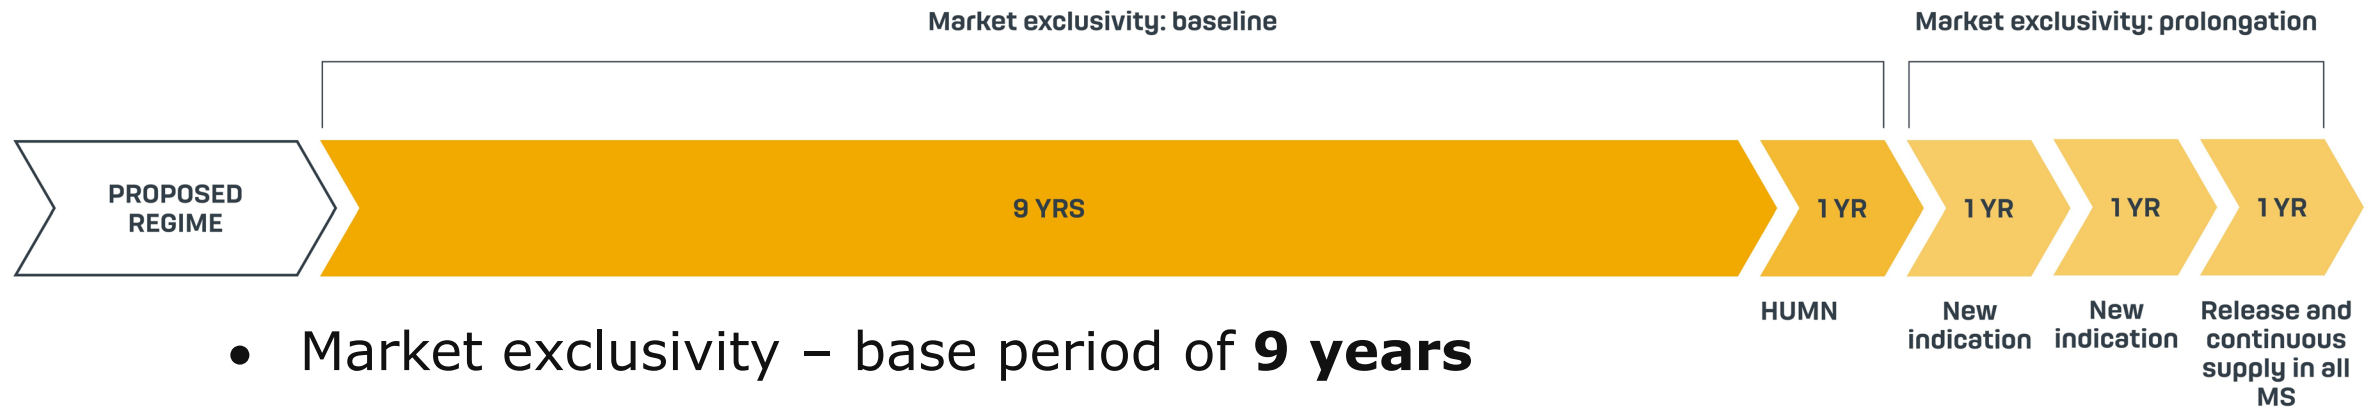 Market exclusivity: baseline
Market exclusivity: prolongation
PROPOSED
REGIME
9 YRS
1 YR
1 YR
1 YR
1 YR
HUMN
New
indication
New
indication
Release and
continuous
supply in all
MS
• Market exclusivity – base period of 9 years